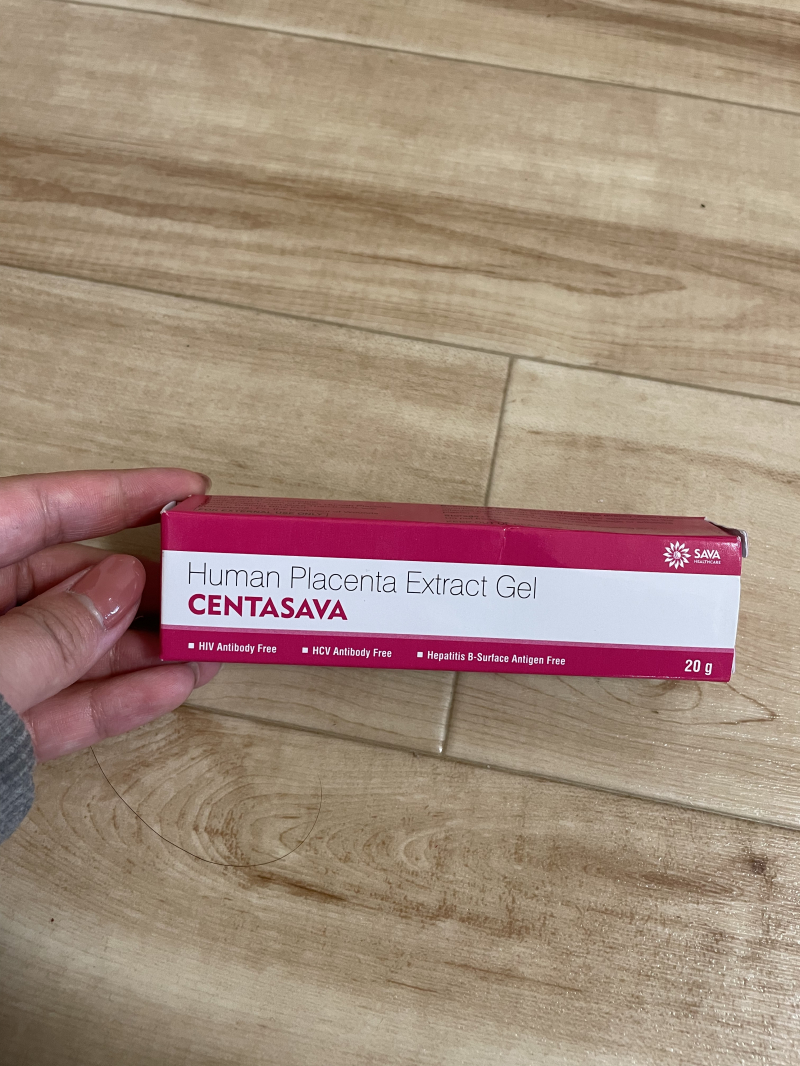 SAVA
HEALTHCARE
Human Placenta Extract Gel
CENTASAVA
■ HIV Antibody Free ■ HCV Antibody Free ■ Hepatitis B-Surface Antigen Free
20 g